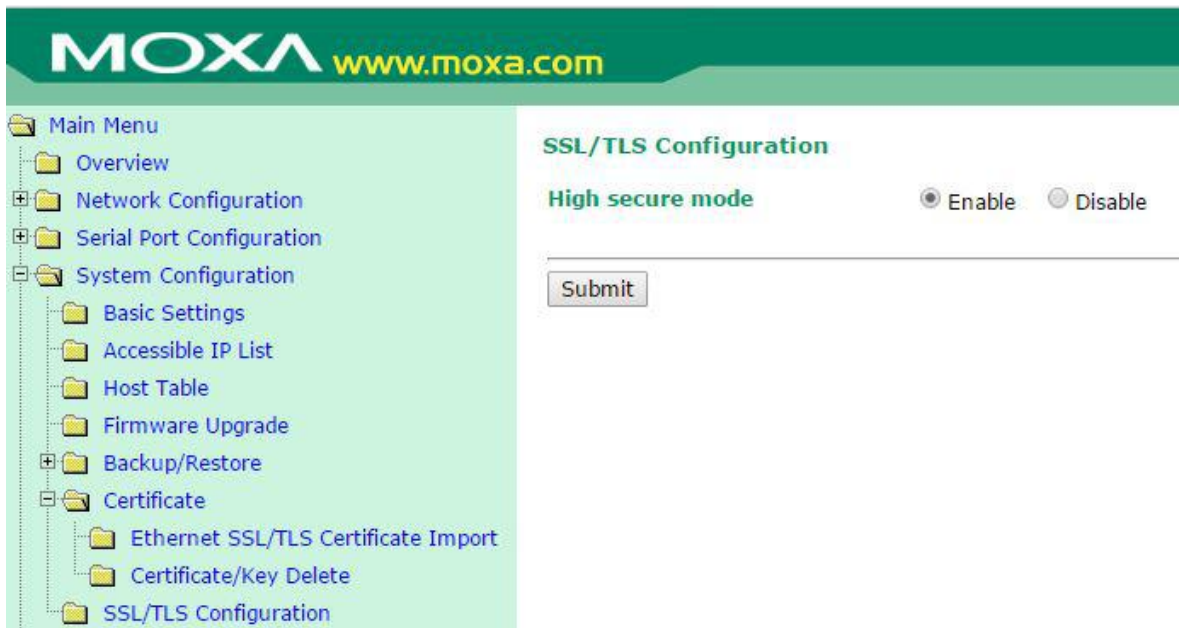 MOXA www.moxa.com
Main Menu
Overview
Network Configuration
Serial Port Configuration
System Configuration
Basic Settings
Accessible IP List
Host Table
Firmware Upgrade
Backup/Restore
Certificate
Ethernet SSL/TLS Certificate Import
Certificate/Key Delete
SSL/TLS Configuration
SSL/TLS Configuration
High secure mode Enable Disable
Submit